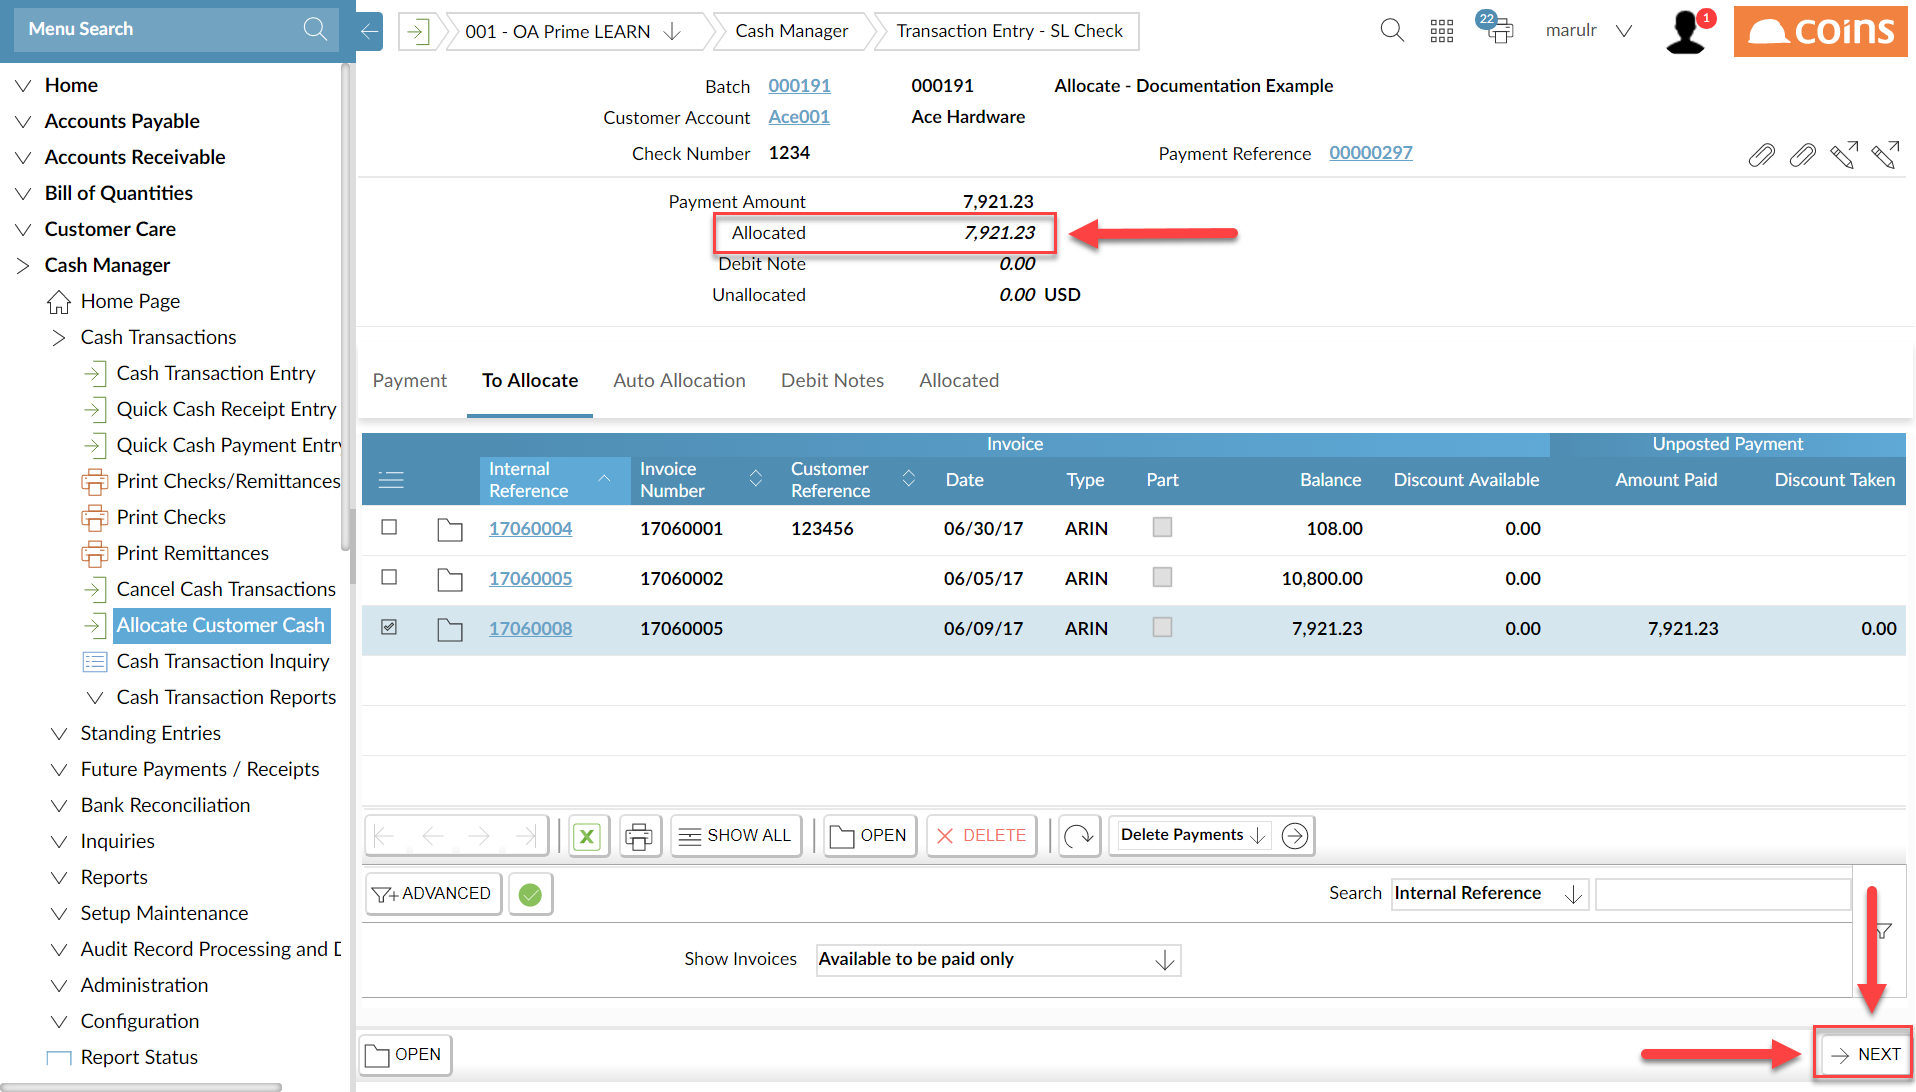 Menu Search
001 - OA Prime LEARN
Cash Manager
Transaction Entry - SL Check
22
marulr
1
coins
Home
Accounts Payable
Accounts Receivable
Bill of Quantities
Customer Care
Cash Manager
Home Page
Cash Transactions
Cash Transaction Entry
Quick Cash Receipt Entry
Quick Cash Payment Entry
Print Checks/Remittances
Print Checks
Print Remittances
Cancel Cash Transactions
Allocate Customer Cash
Cash Transaction Inquiry
Cash Transaction Reports
Standing Entries
Future Payments / Receipts
Bank Reconciliation
Inquiries
Reports
Setup Maintenance
Audit Record Processing and D
Administration
Configuration
Report Status
Batch 000191 000191 Allocate - Documentation Example
Customer Account Ace001 Ace Hardware
Check Number 1234 Payment Reference 00000297
Payment Amount 7,921.23
Allocated 7,921.23
Debit Note 0.00
Unallocated 0.00 USD
Payment To Allocate Auto Allocation Debit Notes Allocated
Invoice Unposted Payment
Internal Reference Invoice Number Customer Reference Date Type Part Balance Discount Available Amount Paid Discount Taken
17060004 17060001 123456 06/30/17 ARIN 108.00 0.00
17060005 17060002 06/05/17 ARIN 10,800.00 0.00
17060008 17060005 06/09/17 ARIN 7,921.23 0.00 7,921.23 0.00
SHOW ALL OPEN DELETE Delete Payments
ADVANCED Search Internal Reference
Show Invoices Available to be paid only
OPEN NEXT